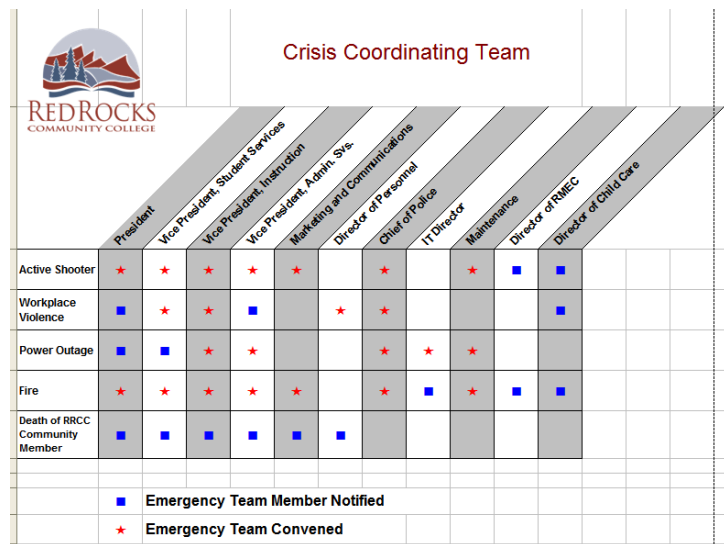 Crisis Coordinating Team
REDROCKS
COMMUNITY COLLEGE
President
Vice President, Student Services
Vice President, Instruction
Vice President, Admin. Svs.
Marketing and Communications
Director of Personnel
Chief of Police
IT Director
Maintenance
Director of RMEC
Director of Child Care
Active Shooter
Workplace
Violence
Power Outage
Fire
Death of RRCC
Community
Member
Emergency Team Member Notified
Emergency Team Convened